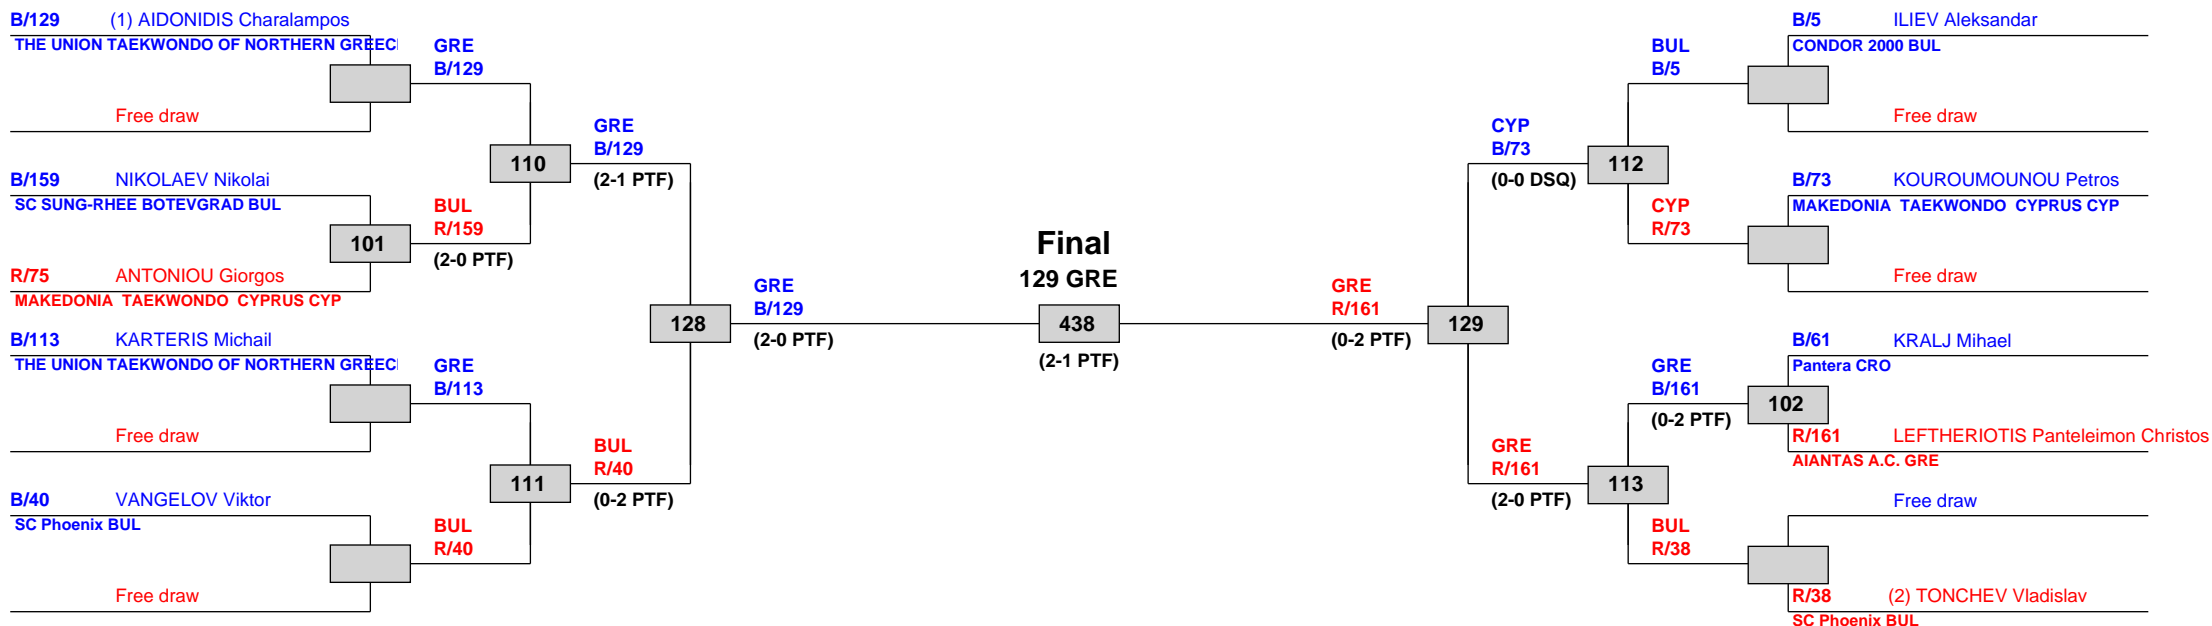 B/129 (1) AIDONIDIS Charalampos
THE UNION TAEKWONDO OF NORTHERN GREEC
Free draw
B/159 NIKOLAEV Nikolai
SC SUNG-RHEE BOTEVGRAD BUL
101
R/75 ANTONIOU Giorgos
MAKEDONIA TAEKWONDO CYPRUS CYP
B/113 KARTERIS Michail
THE UNION TAEKWONDO OF NORTHERN GREEC
Free draw
B/40 VANGELOV Viktor
SC Phoenix BUL
Free draw
GRE
B/129
110
BUL
R/159
(2-0 PTF)
GRE
B/113
111
BUL
R/40
GRE
B/129
(2-1 PTF)
128
BUL
R/40
(0-2 PTF)
GRE
B/129
(2-0 PTF)
Final
129 GRE
438
(2-1 PTF)
GRE
R/161
(0-2 PTF)
129
CYP
B/73
(0-0 DSQ)
GRE
R/161
(2-0 PTF)
BUL
B/5
112
CYP
R/73
GRE
B/161
(0-2 PTF)
113
BUL
R/38
B/5 ILIEV Aleksandar
CONDOR 2000 BUL
Free draw
B/73 KOUROUMOUNOU Petros
MAKEDONIA TAEKWONDO CYPRUS CYP
Free draw
B/61 KRALJ Mihael
Pantera CRO
102
R/161 LEFTHERIOTIS Panteleimon Christos
AIANTAS A.C. GRE
Free draw
R/38 (2) TONCHEV Vladislav
SC Phoenix BUL